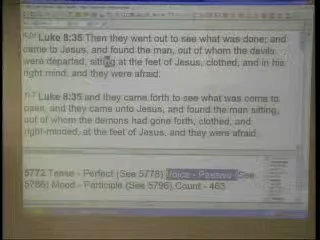 Luke 8:35 Then they went out to see what was done; and
came to Jesus, and found the man, out of whom the devils
were departed, sitting at the feet of Jesus, clothed, and in his
right mind: and they were afraid.
Luke 8:35 and they came forth to see what was come to
pass, and they came unto Jesus, and found the man sitting,
out of whom the demons had gone forth, clothed, and
right-minded, at the feet of Jesus, and they were afraid
5772 Tense - Perfect (See 5778) Voice - Passive (See
5786) Mood - Participle (See 5796) Count - 463